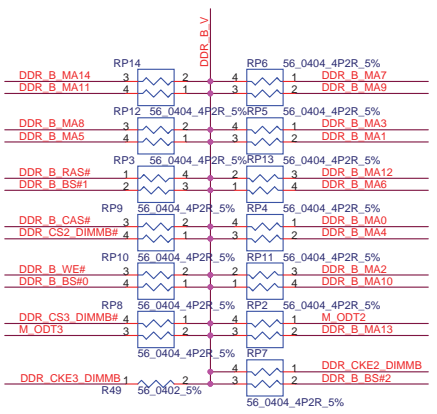 DDR_B_V
RP14 RP6 56_0404_4P2R_5%
DDR_B_MA14 3 2 4 1 DDR_B_MA7
DDR_B_MA11 4 1 3 2 DDR_B_MA9
RP12 56_0404_4P2R_5% RP5 56_0404_4P2R_5%
DDR_B_MA8 3 2 4 1 DDR_B_MA3
DDR_B_MA5 4 1 3 2 DDR_B_MA1
RP3 56_0404_4P2R_5% RP13 56_0404_4P2R_5%
DDR_B_RAS# 1 4 2 3 DDR_B_MA12
DDR_B_BS#1 2 3 1 4 DDR_B_MA6
RP9 56_0404_4P2R_5% RP4 56_0404_4P2R_5%
DDR_B_CAS# 3 2 4 1 DDR_B_MA0
DDR_CS2_DIMMB# 4 1 3 2 DDR_B_MA4
RP10 56_0404_4P2R_5% RP11 56_0404_4P2R_5%
DDR_B_WE# 3 2 2 3 DDR_B_MA2
DDR_B_BS#0 4 1 1 4 DDR_B_MA10
RP8 56_0404_4P2R_5% RP2 56_0404_4P2R_5%
DDR_CS3_DIMMB# 3 2 4 1 M_ODT2
M_ODT3 4 1 3 2 DDR_B_MA13
56_0404_4P2R_5% RP7
4 1 DDR_CKE2_DIMMB
DDR_CKE3_DIMMB 1 2 3 2 DDR_B_BS#2
R49 56_0402_5%
56_0404_4P2R_5%